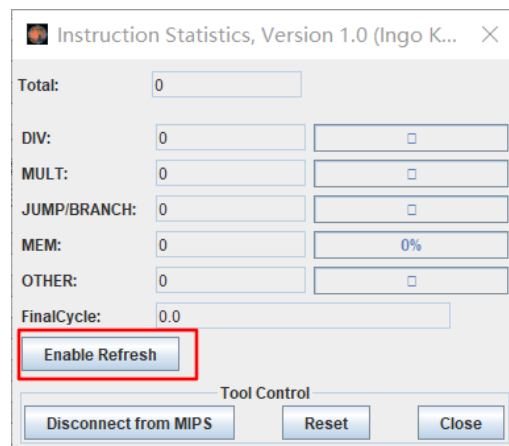 Instruction Statistics, Version 1.0 (Ingo K...
Total: 0
DIV: 0
MULT: 0
JUMP/BRANCH: 0
MEM: 0 0%
OTHER: 0
FinalCycle: 0.0
Enable Refresh
Tool Control
Disconnect from MIPS Reset Close